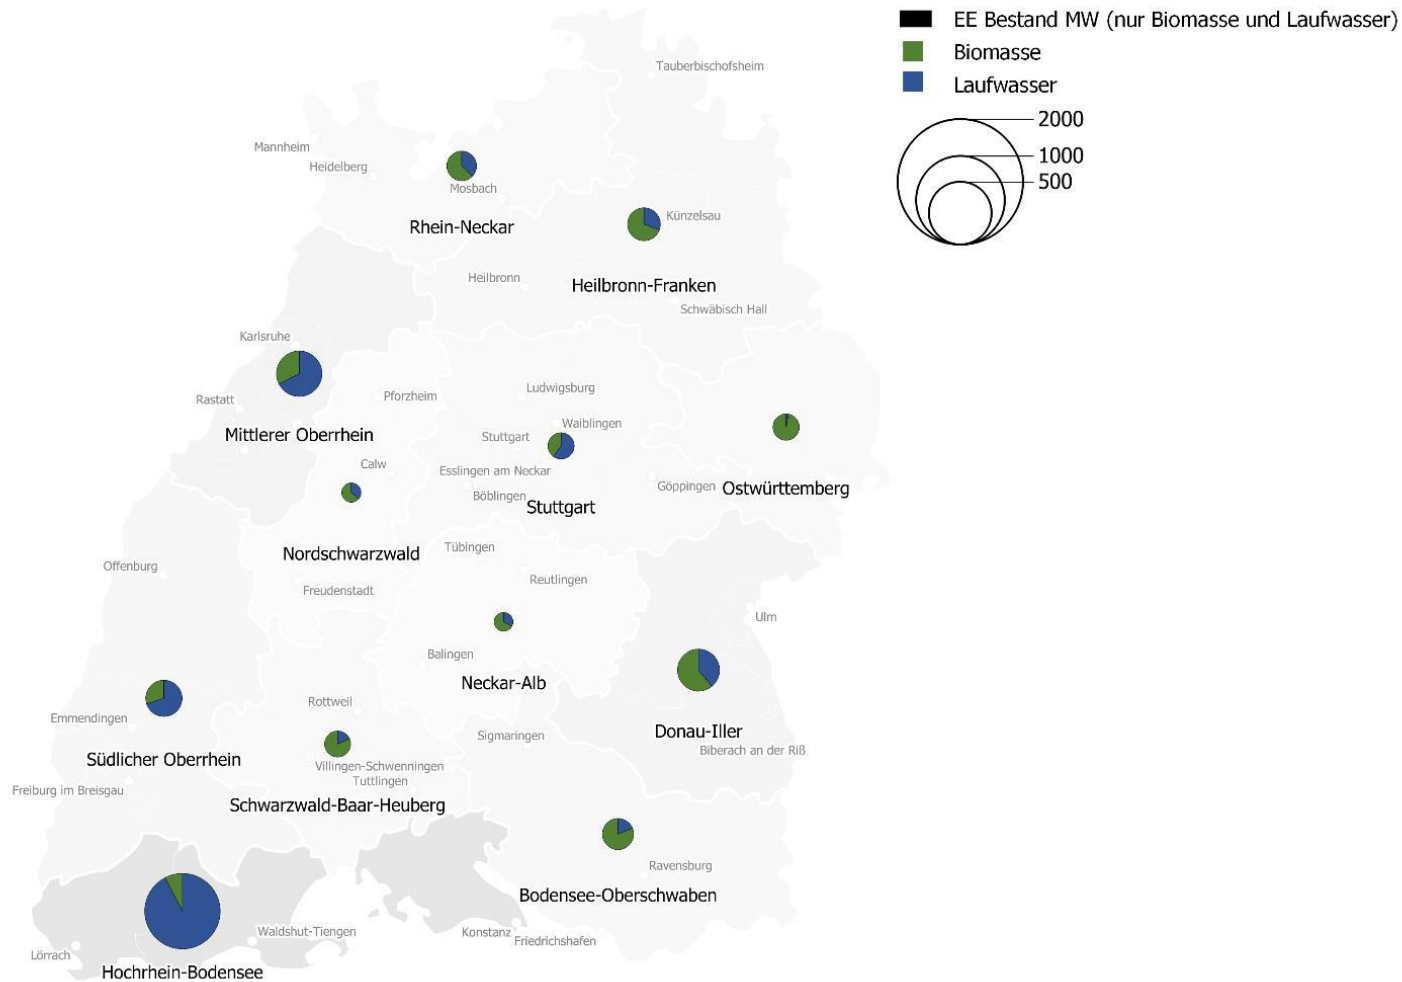 EE Bestand MW (nur Biomasse und Laufwasser)
Biomasse
Laufwasser
2000
1000
500
Tauberbischofsheim
Mannheim
Heidelberg
Mosbach
Rhein-Neckar
Künzelsau
Heilbronn
Heilbronn-Franken
Schwäbisch Hall
Karlsruhe
Rastatt
Pforzheim
Mittlerer Oberrhein
Ludwigsburg
Waiblingen
Stuttgart
Calw
Esslingen am Neckar
Böblingen
Stuttgart
Göppingen
Ostwürttemberg
Nordschwarzwald
Tübingen
Offenburg
Freudenstadt
Reutlingen
Ulm
Balingen
Neckar-Alb
Rottweil
Emmendingen
Südlicher Oberrhein
Sigmaringen
Donau-Iller
Biberach an der Riß
Villingen-Schwenningen
Tuttlingen
Freiburg im Breisgau
Schwarzwald-Baar-Heuberg
Ravensburg
Bodensee-Oberschwaben
Waldshut-Tiengen
Konstanz
Friedrichshafen
Lörrach
Hochrhein-Bodensee